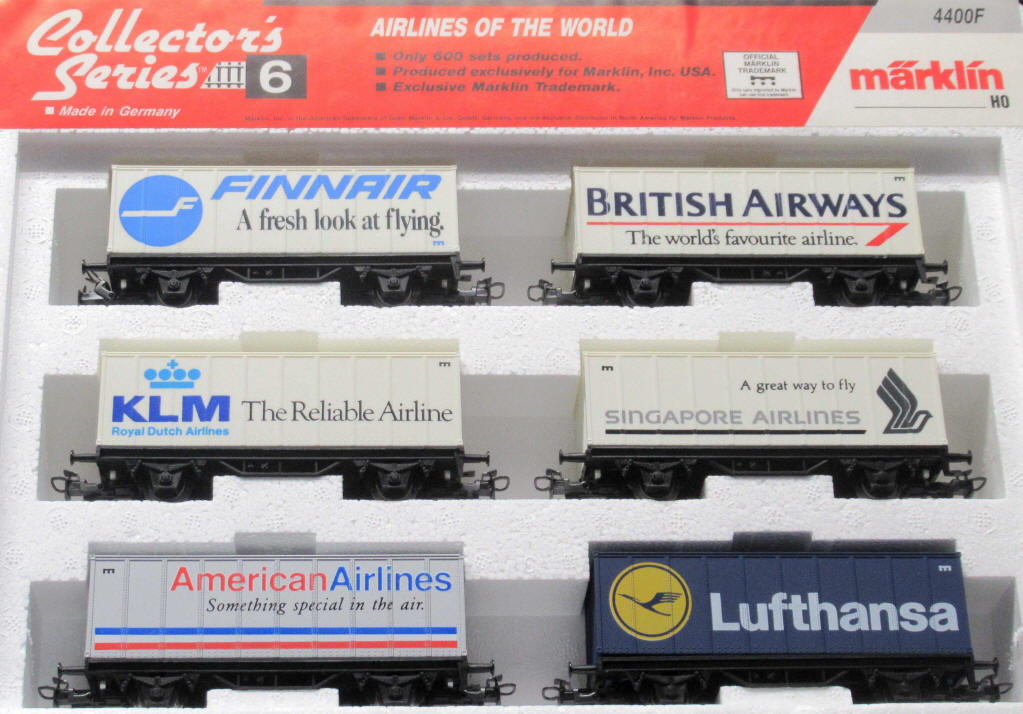 Collector's
Series™ 6
■ Made in Germany
AIRLINES OF THE WORLD
■ Only 600 sets produced.
■ Produced exclusively for Marklin, Inc. USA.
■ Exclusive Marklin Trademark.
OFFICIAL
MÄRKLIN
TRADEMARK
4400F
märklin
HO
FINNAIR
A fresh look at flying.
BRITISH AIRWAYS
The world's favourite airline.
KLM
Royal Dutch Airlines
The Reliable Airline
A great way to fly
SINGAPORE AIRLINES
AmericanAirlines
Something special in the air.
Lufthansa